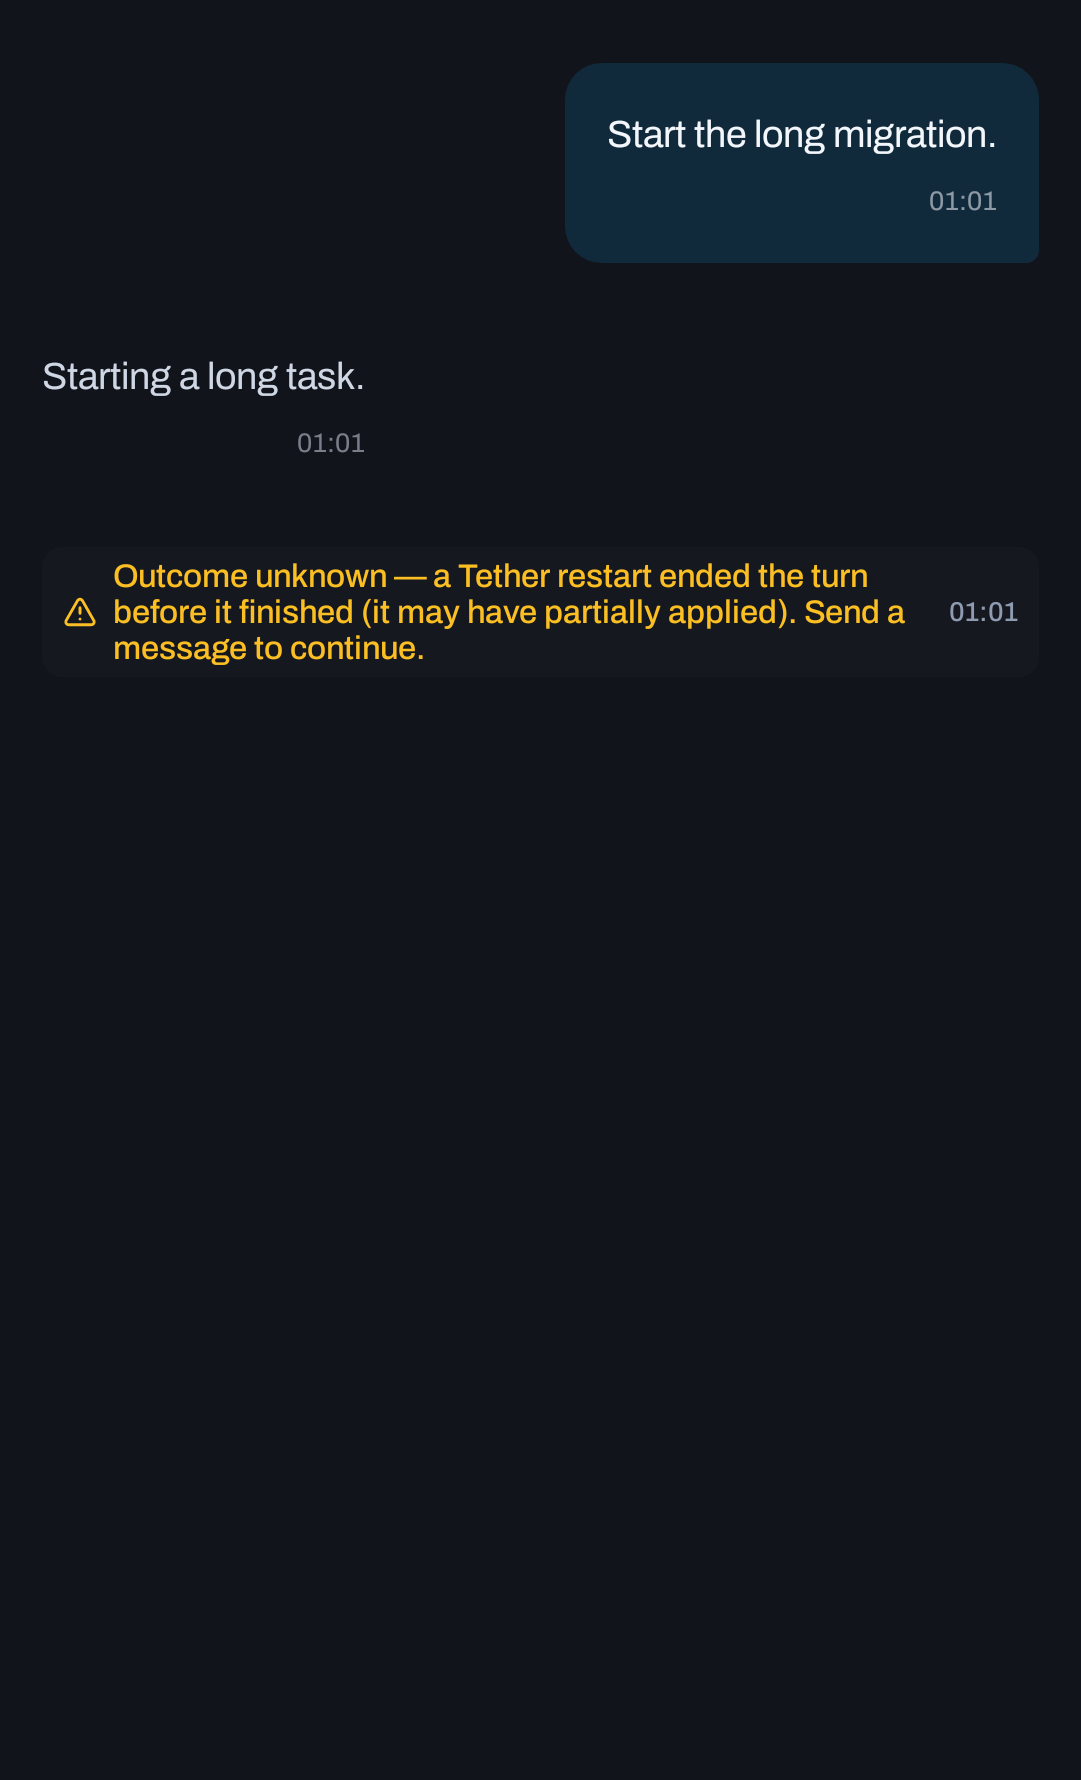 Start the long migration.
01:01
Starting a long task.
01:01
Outcome unknown — a Tether restart ended the turn
before it finished (it may have partially applied). Send a
message to continue.
01:01